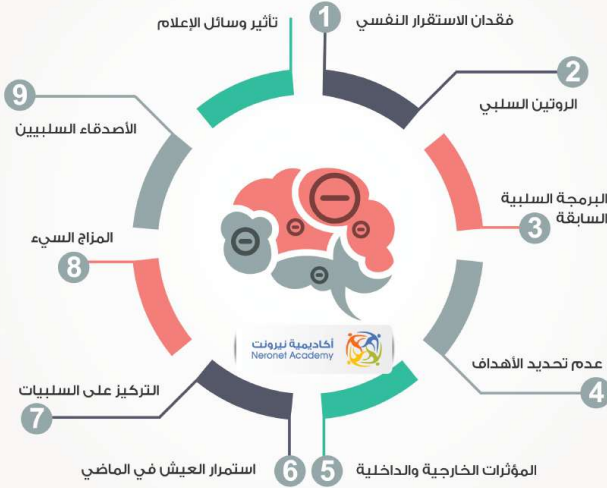 1
فقدان الاستقرار النفسي
2
الروتين السلبي
البرمجة السلبية
السابقة
3
عدم تحديد الأهداف
4
المؤثرات الخارجية والداخلية
5
استمرار العيش في الماضي
6
التركيز على السلبيات
7
المزاج السيء
8
الأصدقاء السلبيين
9
تأثير وسائل الإعلام
أكاديمية نيرونت
Neronet Academy